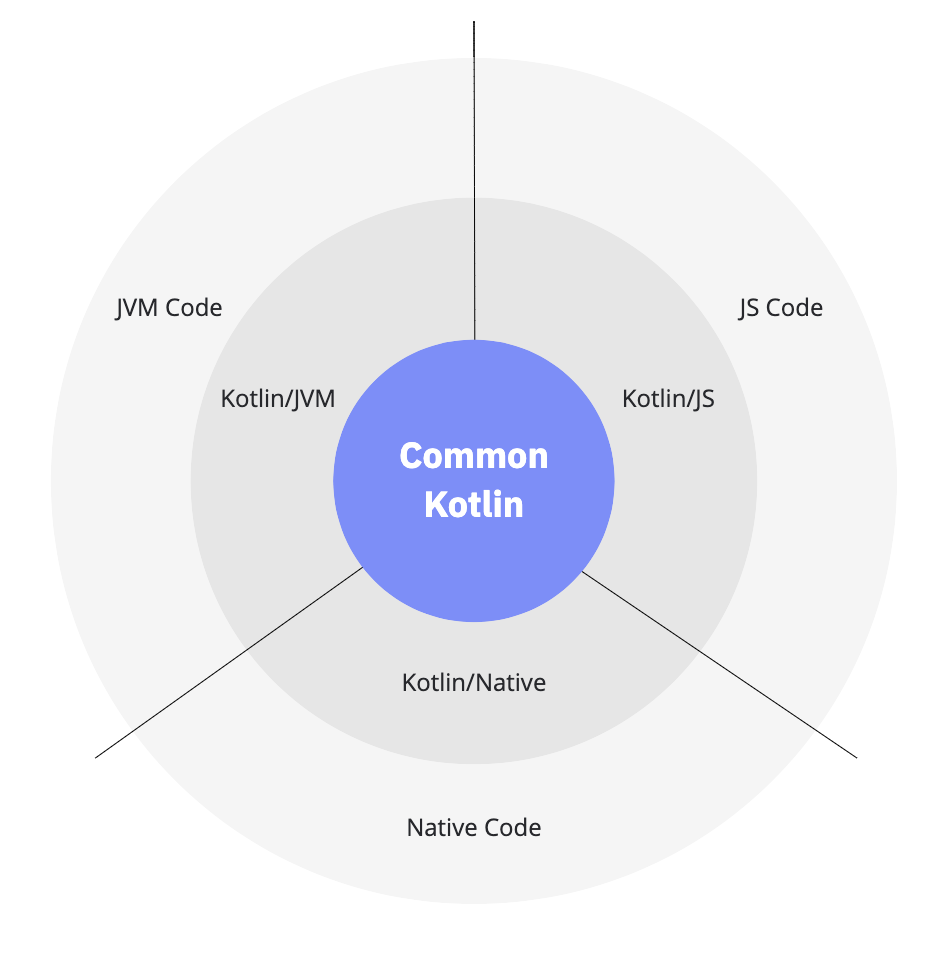 JVM Code
JS Code
Kotlin/JVM
Kotlin/JS
Common
Kotlin
Kotlin/Native
Native Code